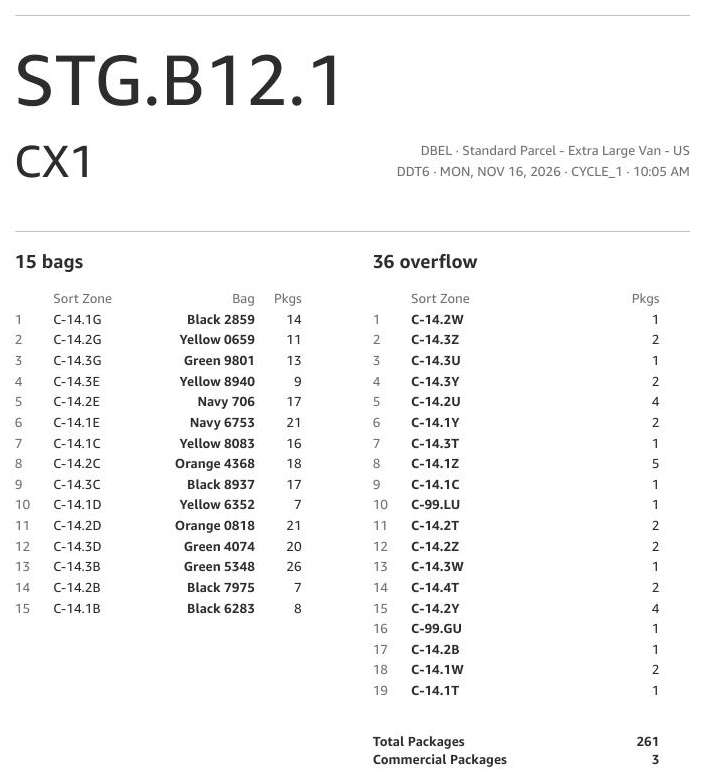 STG.B12.1
CX1
DBEL · Standard Parcel - Extra Large Van - US
DDT6 · MON, NOV 16, 2026 · CYCLE_1 · 10:05 AM
15 bags
Sort Zone Bag Pkgs
1 C-14.1G Black 2859 14
2 C-14.2G Yellow 0659 11
3 C-14.3G Green 9801 13
4 C-14.3E Yellow 8940 9
5 C-14.2E Navy 706 17
6 C-14.1E Navy 6753 21
7 C-14.1C Yellow 8083 16
8 C-14.2C Orange 4368 18
9 C-14.3C Black 8937 17
10 C-14.1D Yellow 6352 7
11 C-14.2D Orange 0818 21
12 C-14.3D Green 4074 20
13 C-14.3B Green 5348 26
14 C-14.2B Black 7975 7
15 C-14.1B Black 6283 8
36 overflow
Sort Zone Pkgs
1 C-14.2W 1
2 C-14.3Z 2
3 C-14.3U 1
4 C-14.3Y 2
5 C-14.2U 4
6 C-14.1Y 2
7 C-14.3T 1
8 C-14.1Z 5
9 C-14.1C 1
10 C-99.LU 1
11 C-14.2T 2
12 C-14.2Z 2
13 C-14.3W 1
14 C-14.4T 2
15 C-14.2Y 4
16 C-99.GU 1
17 C-14.2B 1
18 C-14.1W 2
19 C-14.1T 1
Total Packages 261
Commercial Packages 3